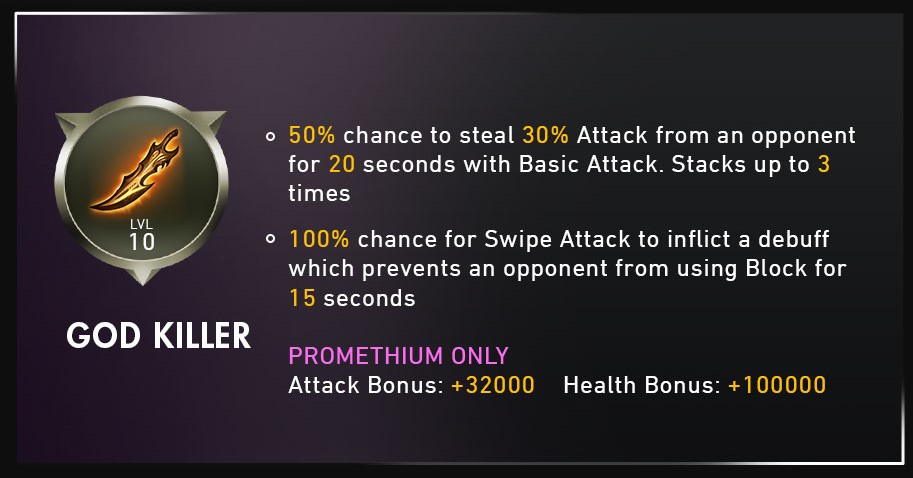 50% chance to steal 30% Attack from an opponent
for 20 seconds with Basic Attack. Stacks up to 3
times
100% chance for Swipe Attack to inflict a debuff
which prevents an opponent from using Block for
15 seconds
LVL
10
GOD KILLER
PROMETHIUM ONLY
Attack Bonus: +32000 Health Bonus: +100000